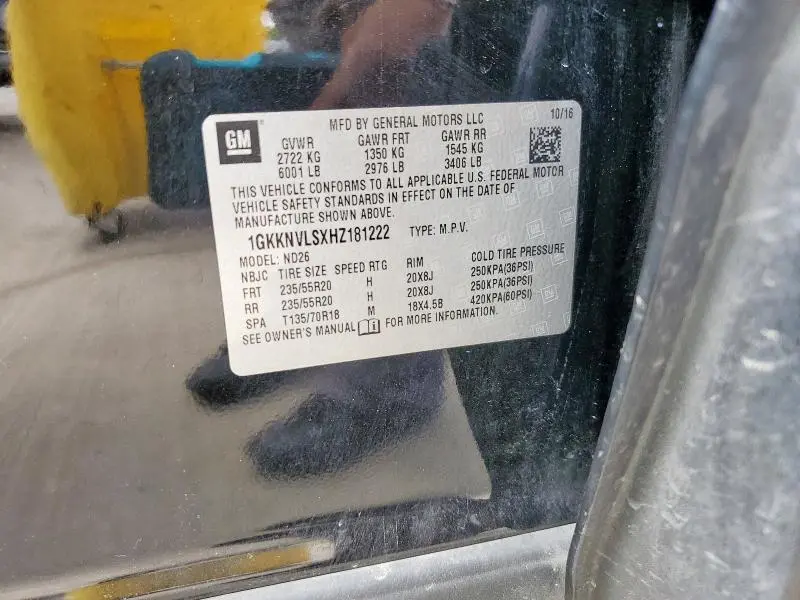 MFD BY GENERAL MOTORS LLC 10/16
GM GVWR GAWR FRT GAWR RR
2722 KG 1350 KG 1545 KG
6001 LB 2976 LB 3406 LB
THIS VEHICLE CONFORMS TO ALL APPLICABLE U.S. FEDERAL MOTOR
VEHICLE SAFETY STANDARDS IN EFFECT ON THE DATE OF
MANUFACTURE SHOWN ABOVE.
1GKKNVLSXHZ181222 TYPE: M.P.V.
MODEL: ND26
NBJC TIRE SIZE SPEED RTG RIM COLD TIRE PRESSURE
FRT 235/55R20 H 20X8J 250KPA(36PSI)
RR 235/55R20 H 20X8J 250KPA(36PSI)
SPA T135/70R18 M 18X4.5B 420KPA(60PSI)
SEE OWNER'S MANUAL FOR MORE INFORMATION.